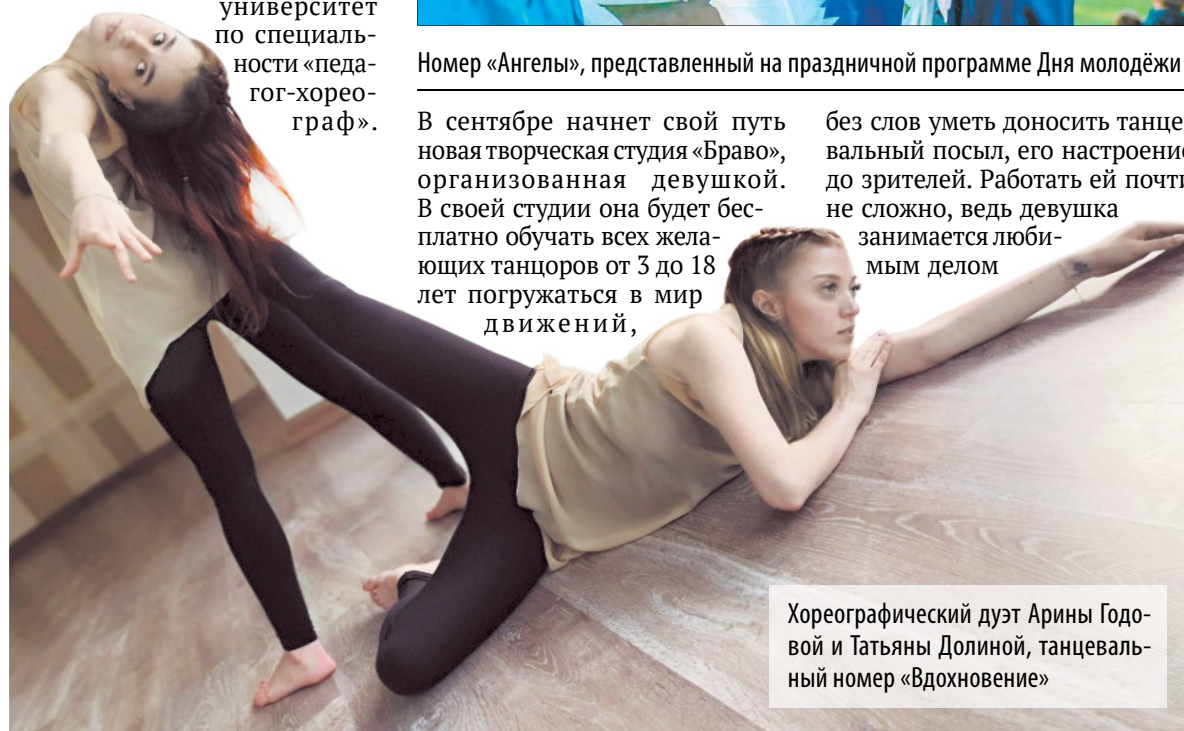 университет
по специаль-
ности «педа-
гог-хорео-
граф».
Номер «Ангелы», представленный на праздничной программе Дня молодёжи
В сентябре начнет свой путь
новая творческая студия «Браво»,
организованная девушкой.
В своей студии она будет бес-
платно обучать всех жела-
ющих танцоров от 3 до 18
лет погружаться в мир
движений,
без слов уметь доносить танце-
вальный посыл, его настроение
до зрителей. Работать ей почти
не сложно, ведь девушка
занимается люби-
мым делом
Хореографический дуэт Арины Годо-
вой и Татьяны Долиной, танцеваль-
ный номер «Вдохновение»